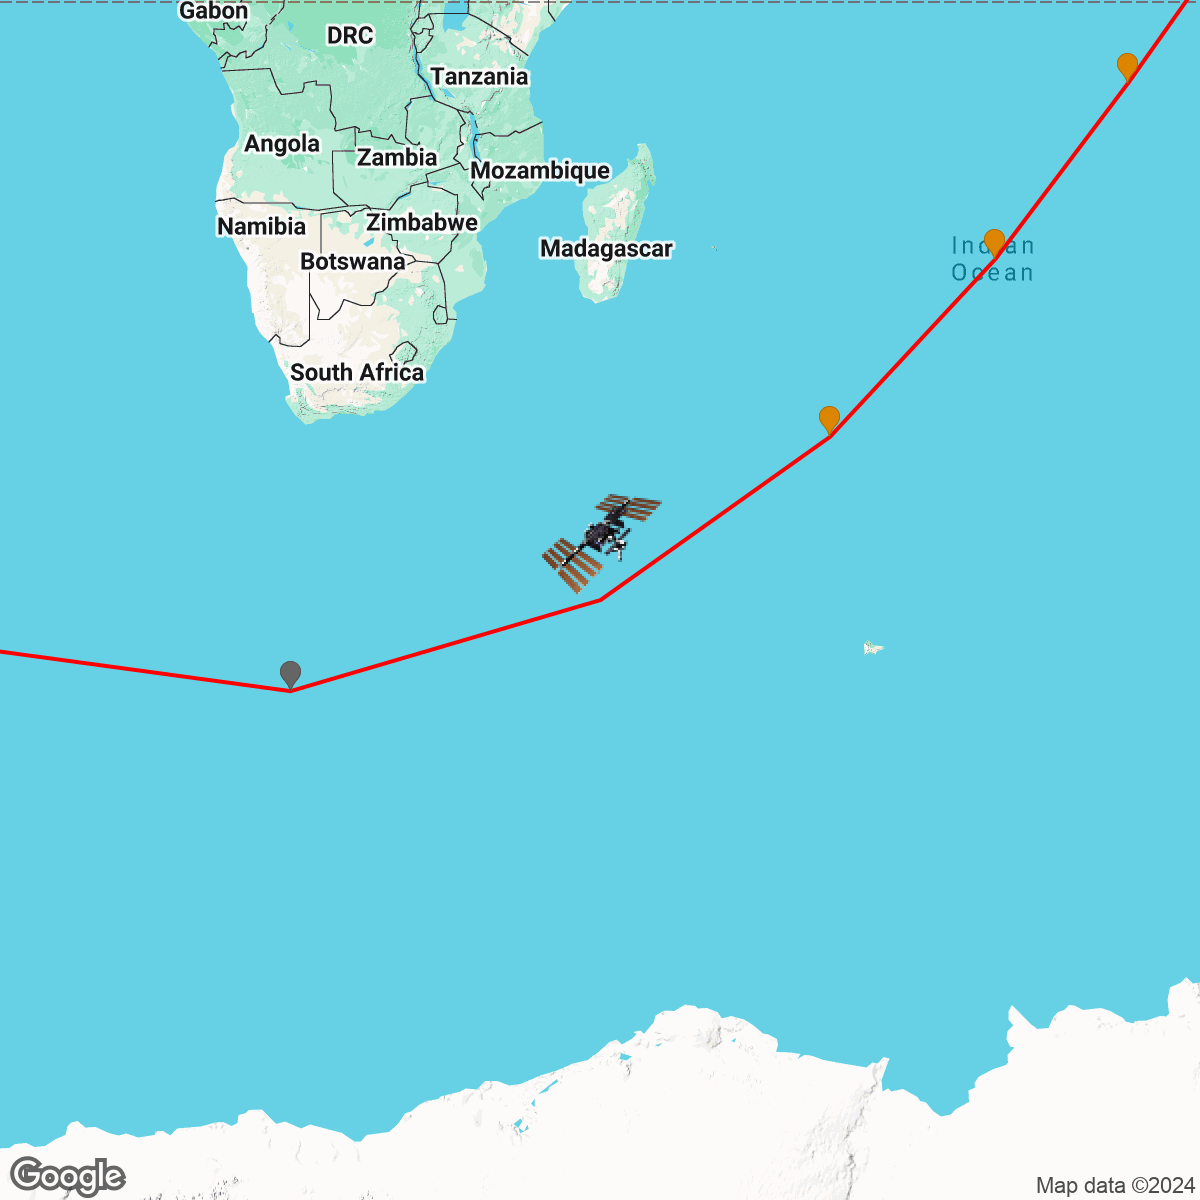 Gabon
DRC
Tanzania
Angola
Zambia
Mozambique
Namibia
Zimbabwe
Madagascar
Botswana
Indian
Ocean
South Africa
Google
Map data ©2024